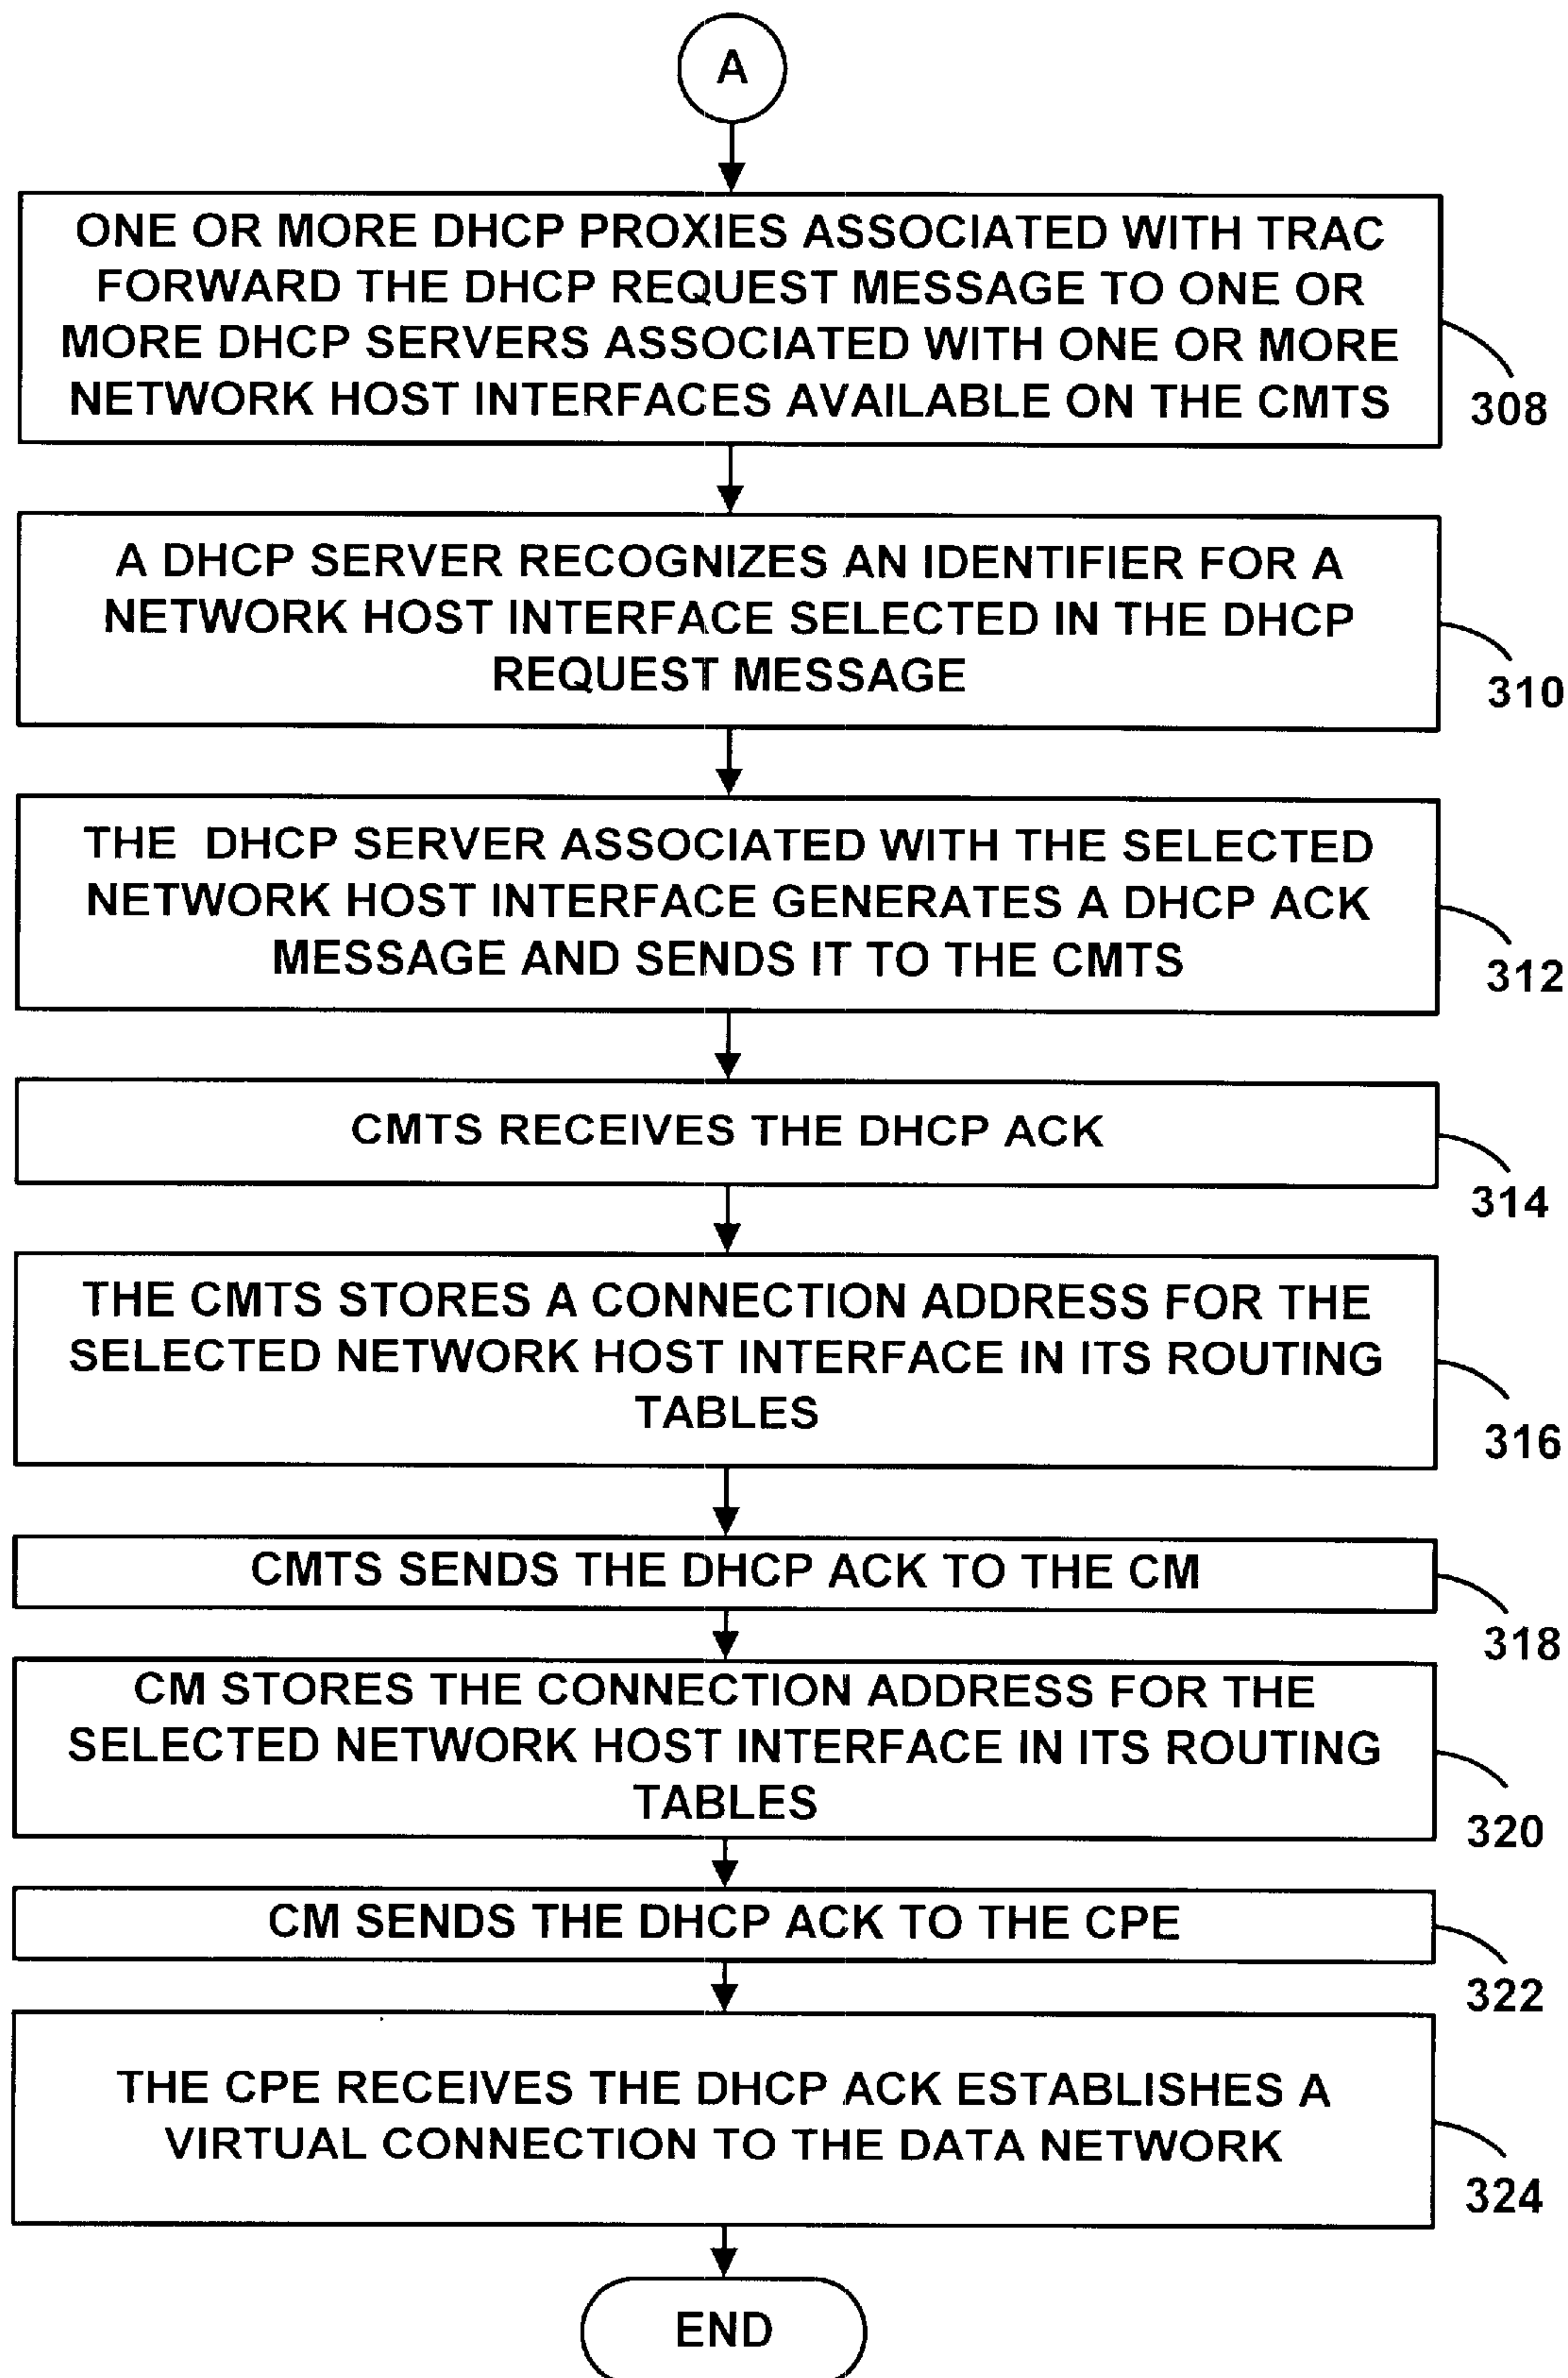 A
ONE OR MORE DHCP PROXIES ASSOCIATED WITH TRAC
FORWARD THE DHCP REQUEST MESSAGE TO ONE OR
MORE DHCP SERVERS ASSOCIATED WITH ONE OR MORE
NETWORK HOST INTERFACES AVAILABLE ON THE CMTS
308
A DHCP SERVER RECOGNIZES AN IDENTIFIER FOR A
NETWORK HOST INTERFACE SELECTED IN THE DHCP
REQUEST MESSAGE
310
THE DHCP SERVER ASSOCIATED WITH THE SELECTED
NETWORK HOST INTERFACE GENERATES A DHCP ACK
MESSAGE AND SENDS IT TO THE CMTS
312
CMTS RECEIVES THE DHCP ACK
314
THE CMTS STORES A CONNECTION ADDRESS FOR THE
SELECTED NETWORK HOST INTERFACE IN ITS ROUTING
TABLES
316
CMTS SENDS THE DHCP ACK TO THE CM
318
CM STORES THE CONNECTION ADDRESS FOR THE
SELECTED NETWORK HOST INTERFACE IN ITS ROUTING
TABLES
320
CM SENDS THE DHCP ACK TO THE CPE
322
THE CPE RECEIVES THE DHCP ACK ESTABLISHES A
VIRTUAL CONNECTION TO THE DATA NETWORK
324
END